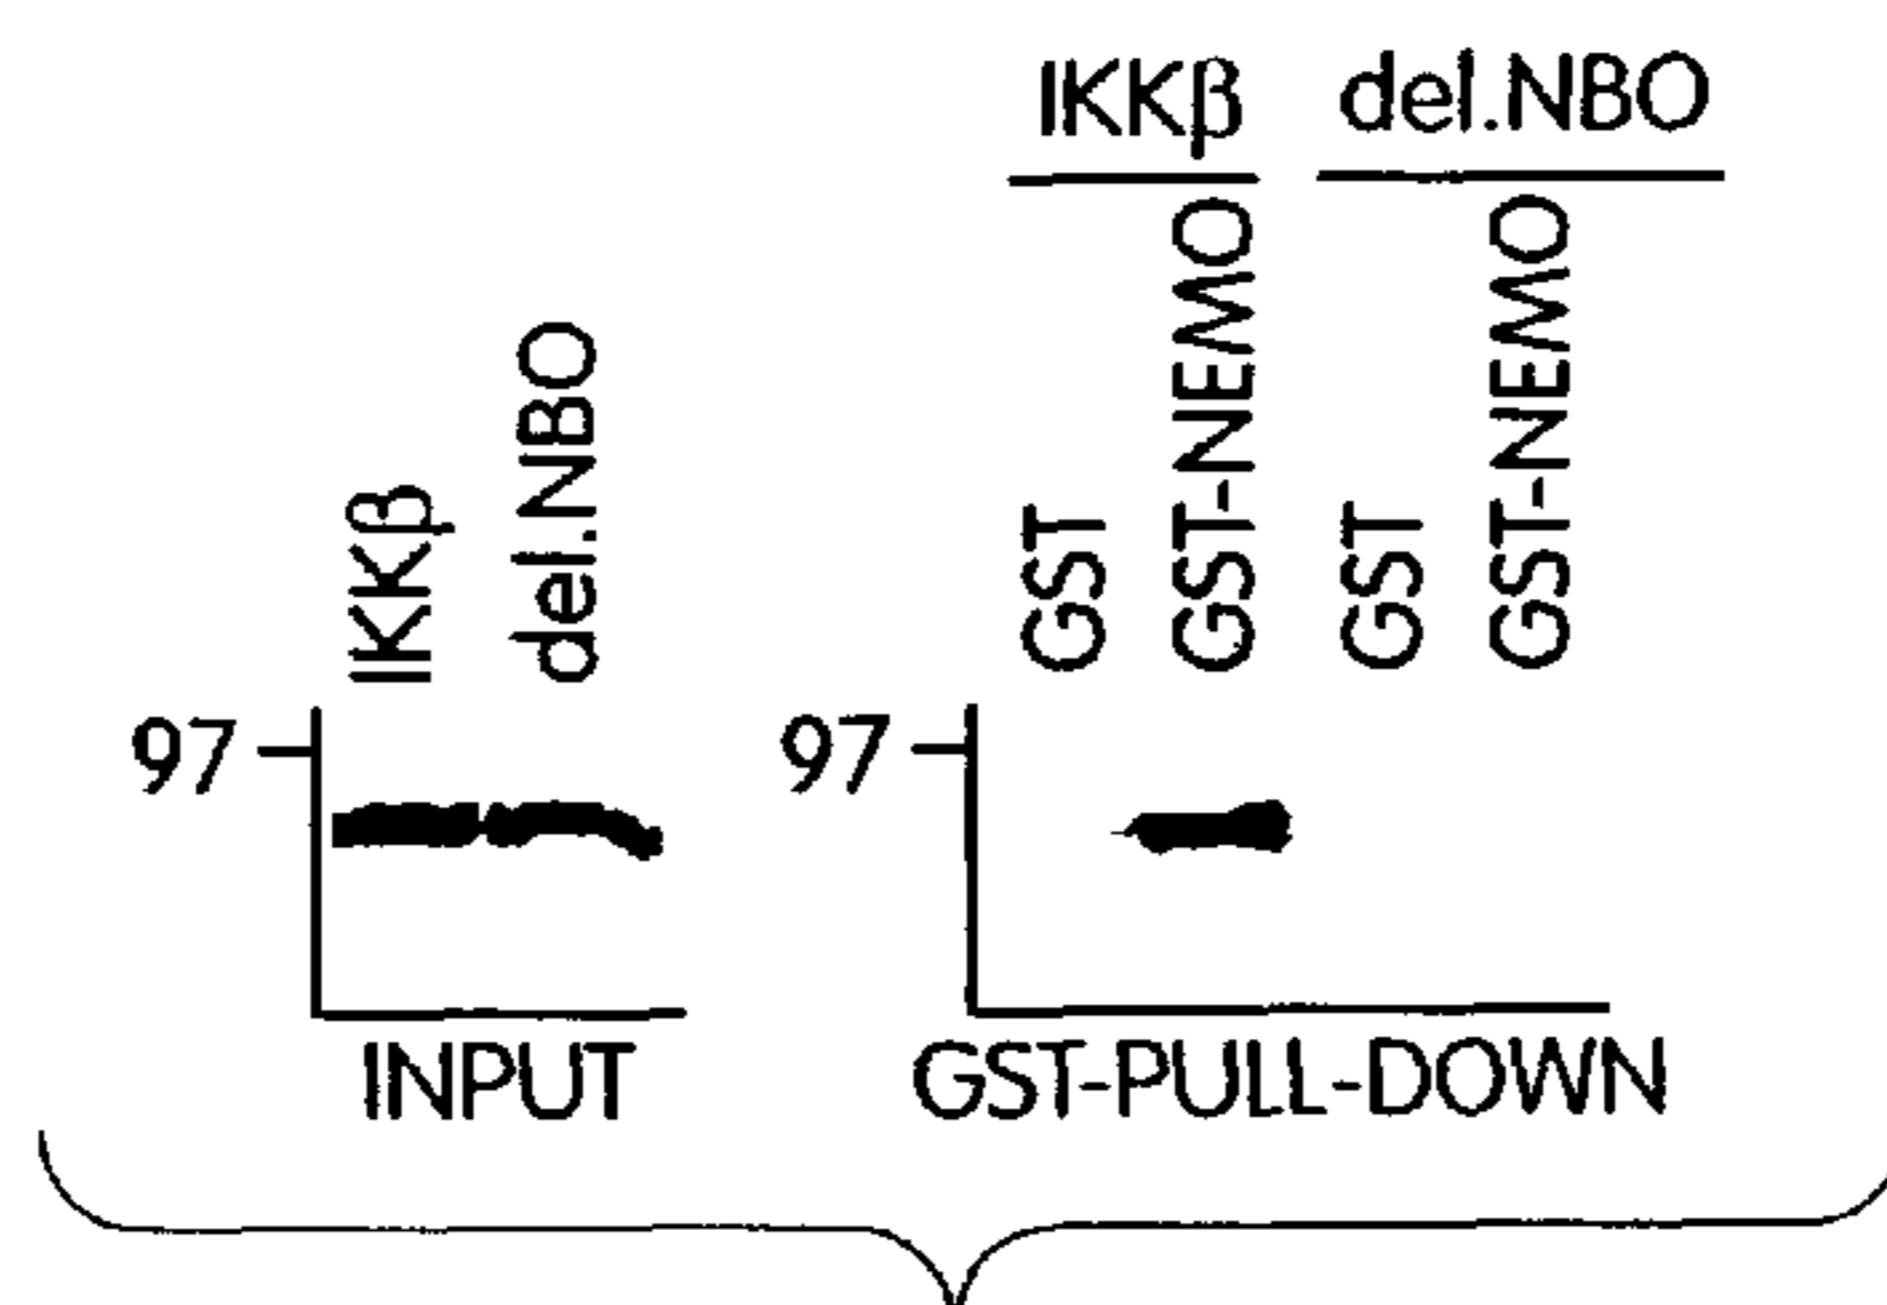 IKKβ del.NBO
97
INPUT
IKKβ del.NBO
GST GST-NEMO GST GST-NEMO
97
GST-PULL-DOWN